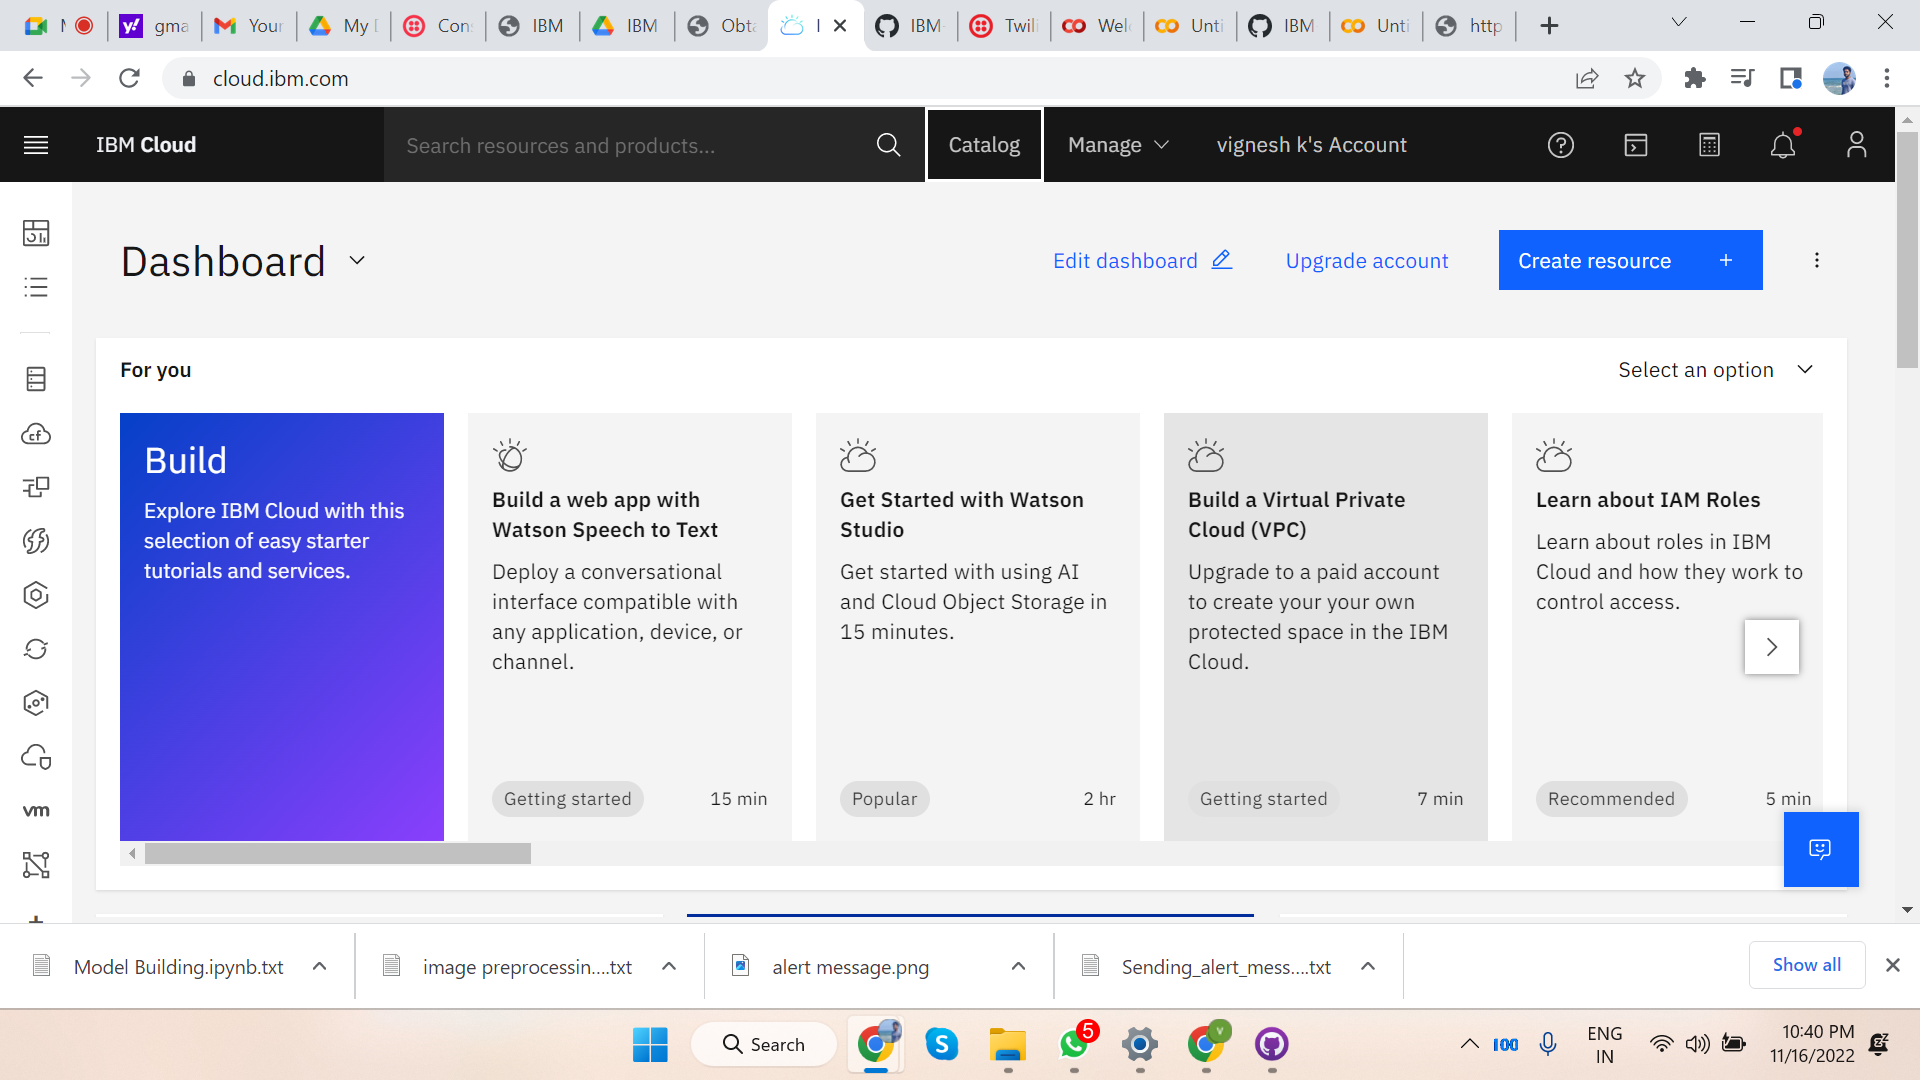 gma
Your
My D
Cons
IBM
IBM
Obta
IBM-
Twili
Welc
Unti
IBM
Unti
http
cloud.ibm.com
IBM Cloud
Search resources and products...
Catalog
Manage
vignesh k's Account
Dashboard
Edit dashboard
Upgrade account
Create resource +
For you
Select an option
Build
Explore IBM Cloud with this
selection of easy starter
tutorials and services.
Build a web app with
Watson Speech to Text
Deploy a conversational
interface compatible with
any application, device, or
channel.
Getting started
15 min
Get Started with Watson
Studio
Get started with using AI
and Cloud Object Storage in
15 minutes.
Popular
2 hr
Build a Virtual Private
Cloud (VPC)
Upgrade to a paid account
to create your your own
protected space in the IBM
Cloud.
Getting started
7 min
Learn about IAM Roles
Learn about roles in IBM
Cloud and how they work to
control access.
Recommended
5 min
cf
vm
Model Building.ipynb.txt
image preprocessin....txt
alert message.png
Sending_alert_mess....txt
Show all
Search
5
100
ENG
IN
10:40 PM
11/16/2022